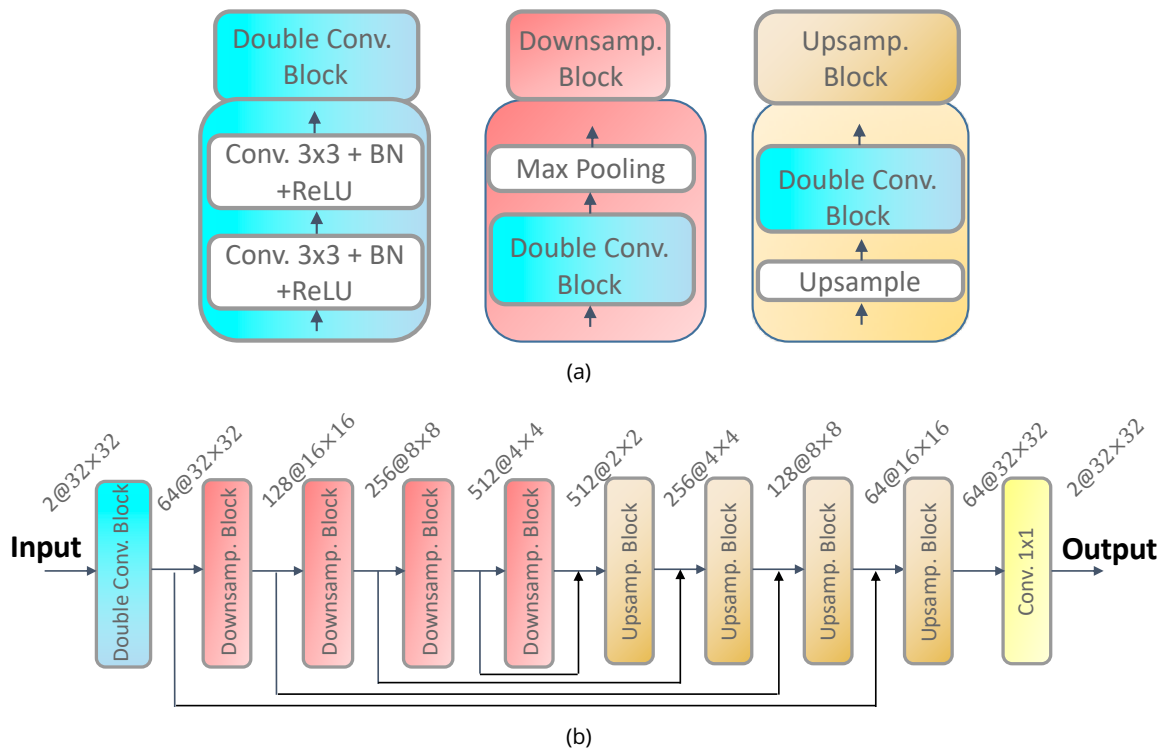 Double Conv.
Block
Conv. 3x3 + BN
+ReLU
Conv. 3x3 + BN
+ReLU
Downsamp.
Block
Max Pooling
Double Conv.
Block
Upsamp.
Block
Double Conv.
Block
Upsample
(a)
2@32×32
64@32×32
128@16×16
256@8×8
512@4×4
512@2×2
256@4×4
128@8×8
64@16×16
64@32×32
2@32×32
Input
Double Conv. Block
Downsamp. Block
Downsamp. Block
Downsamp. Block
Downsamp. Block
Upsamp. Block
Upsamp. Block
Upsamp. Block
Upsamp. Block
Conv. 1x1
Output
(b)